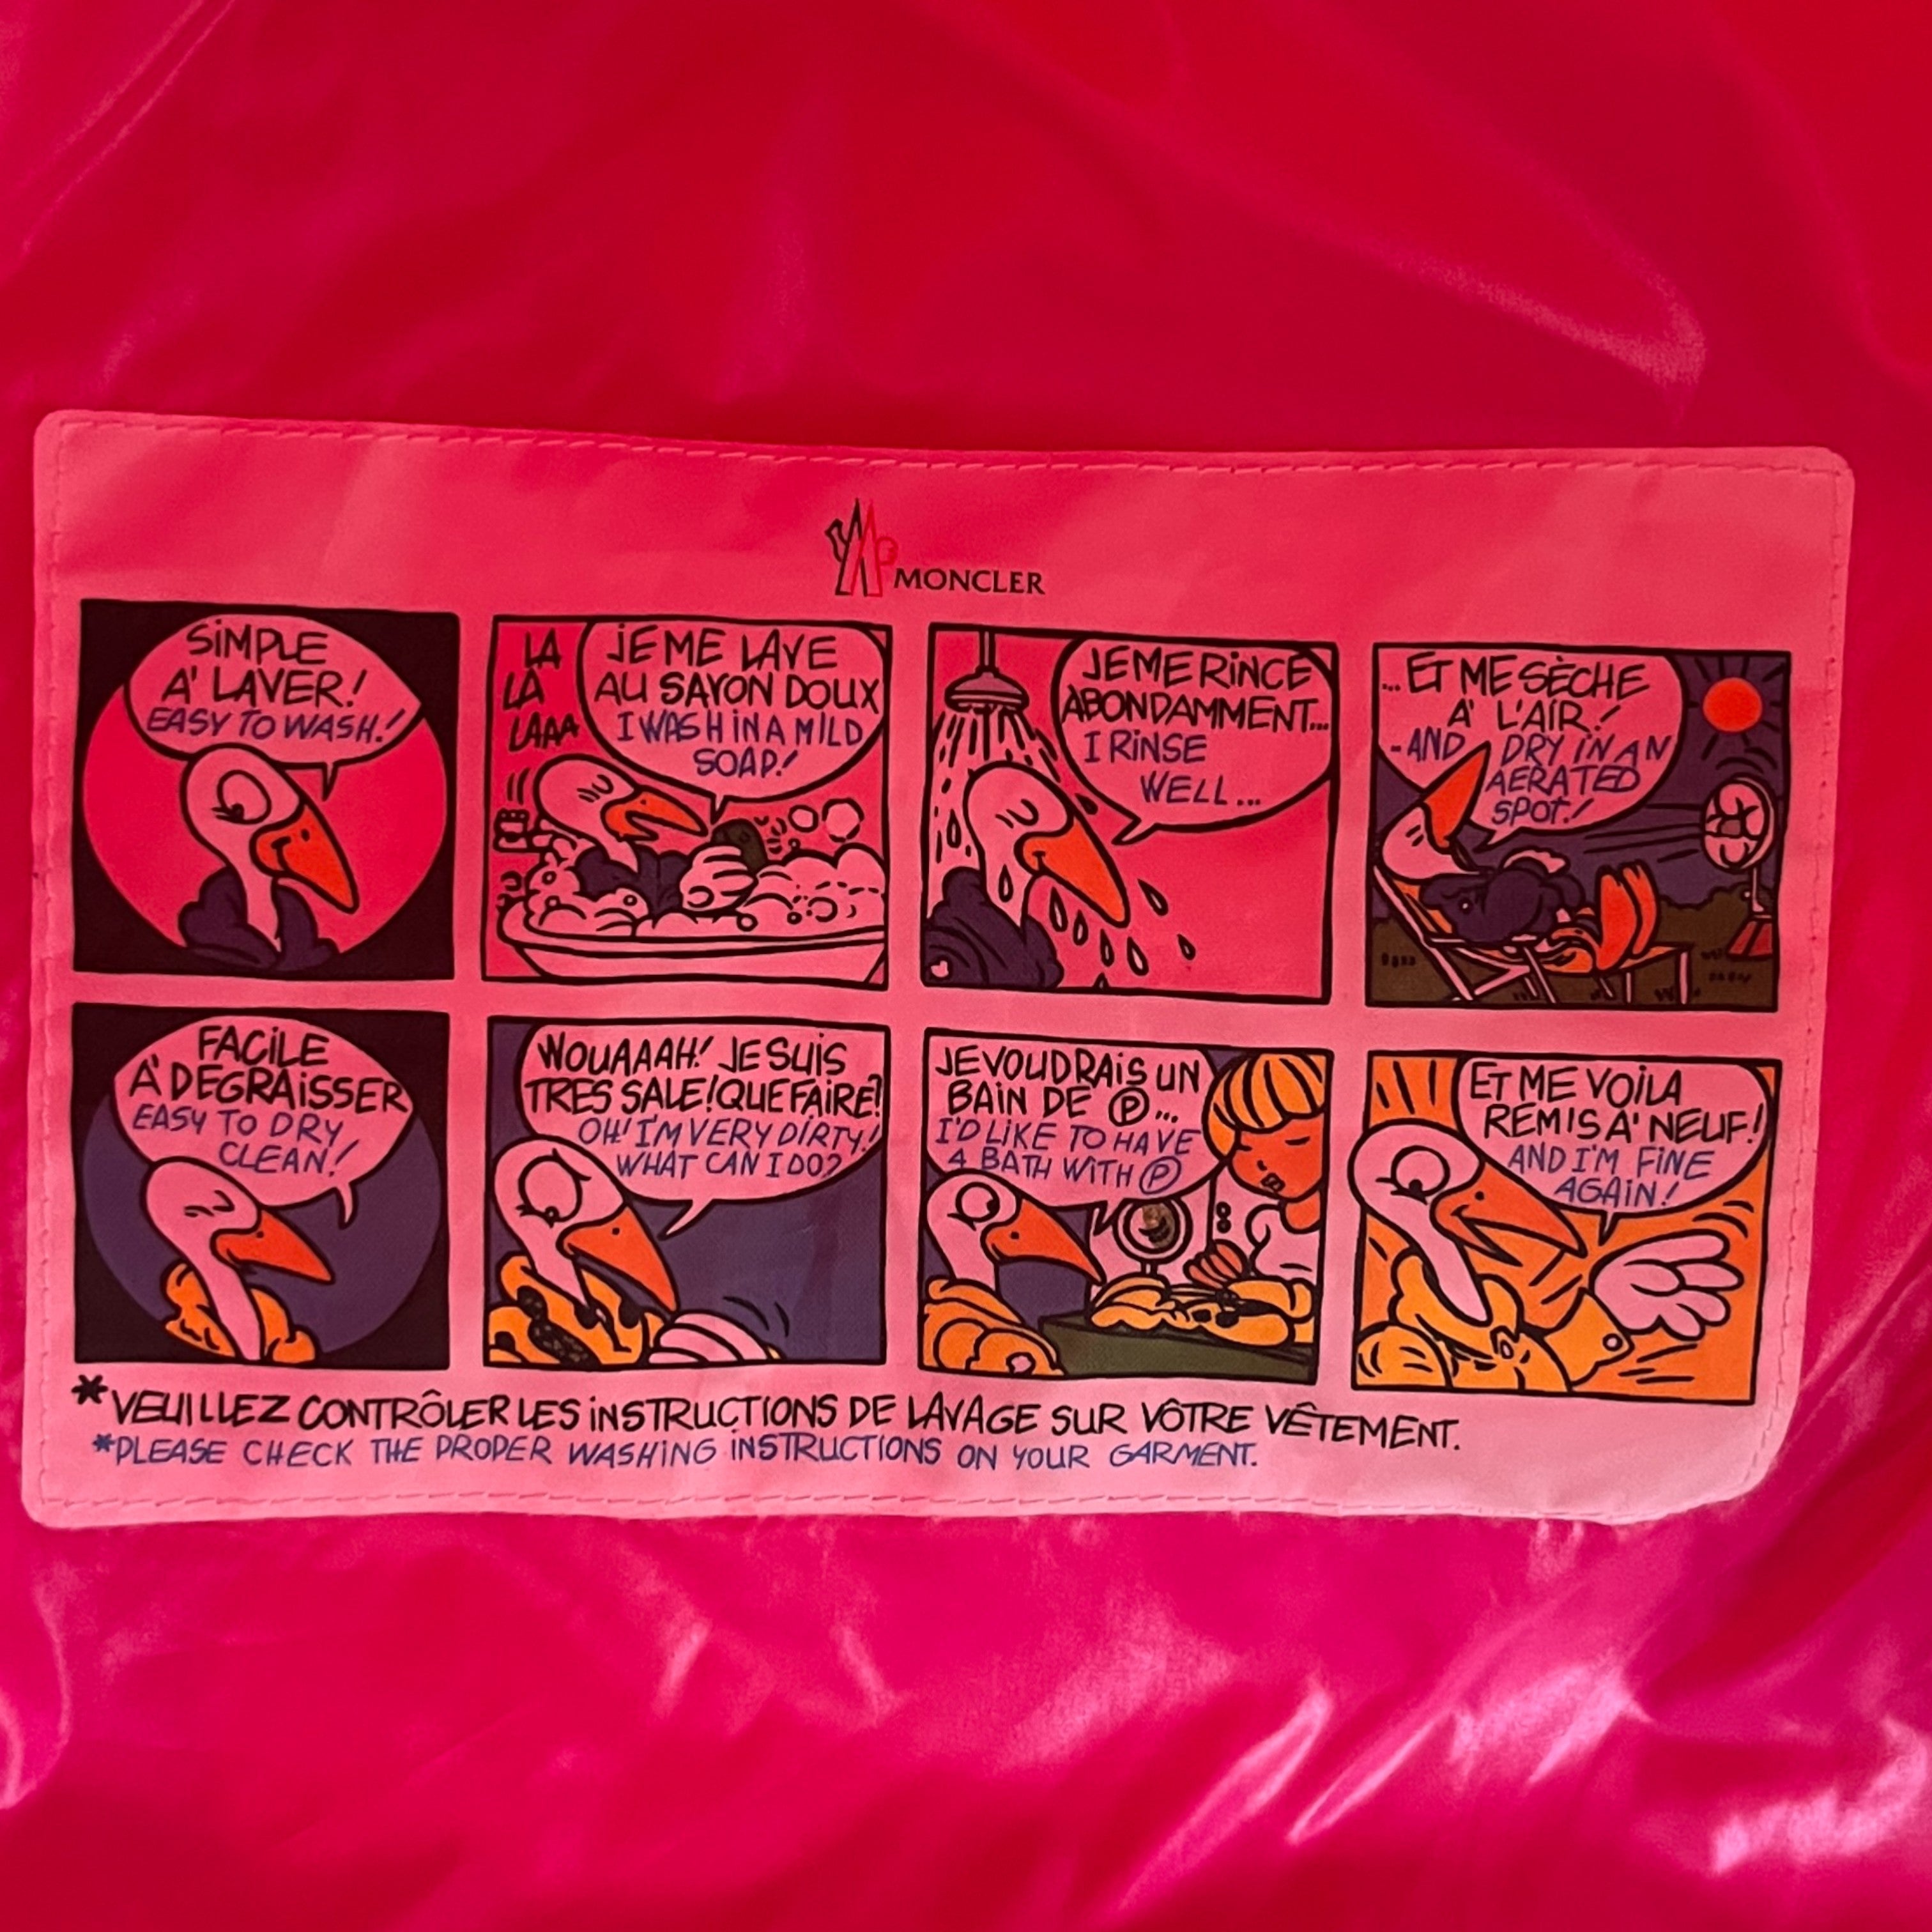 MONCLER
SIMPLE
A' LAVER!
EASY TO WASH!
LA
LA
LAAA
JE ME LAVE
AU SAVON DOUX
I WASH IN A MILD
SOAP!
JE ME RINCE
ABONDAMMENT...
I RINSE
WELL...
...ET ME SÈCHE
A' L'AIR!
-AND DRY IN AN
AERATED
SPOT!
FACILE
A' DEGRAISSER
EASY TO DRY
CLEAN!
WOUAAAH! JE SUIS
TRES SALE! QUE FAIRE?
OH! I'M VERY DIRTY!
WHAT CAN I DO?
JE VOUDRAIS UN
BAIN DE Ⓟ...
I'D LIKE TO HAVE
A BATH WITH Ⓟ
ET ME VOILA
REMIS A' NEUF!
AND I'M FINE
AGAIN!
*VEUILLEZ CONTRÔLER LES INSTRUCTIONS DE LAVAGE SUR VÔTRE VÊTEMENT.
*PLEASE CHECK THE PROPER WASHING INSTRUCTIONS ON YOUR GARMENT.